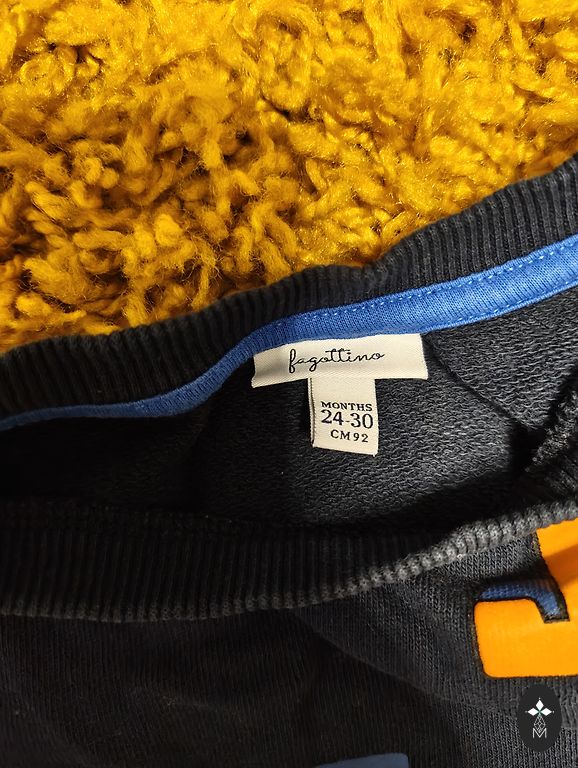 fagottino
MONTHS
24-30
CM 92
M